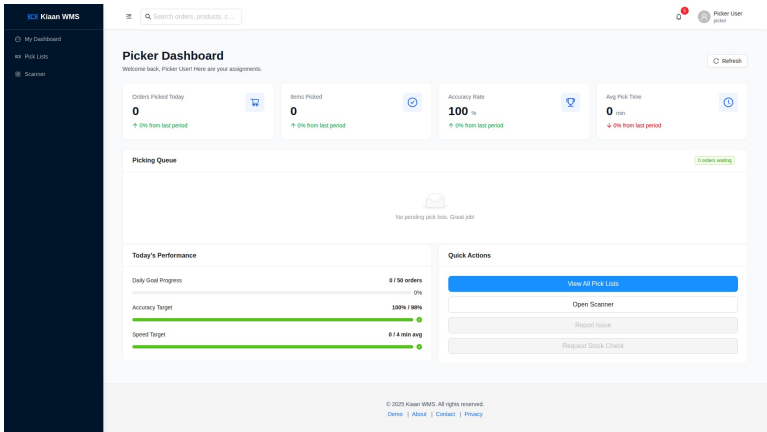 Kiaan WMS
Search orders, products, c...
5
Picker User
picker
My Dashboard
Pick Lists
Scanner
Picker Dashboard
Welcome back, Picker User! Here are your assignments.
Refresh
Orders Picked Today
0
0% from last period
Items Picked
0
0% from last period
Accuracy Rate
100 %
0% from last period
Avg Pick Time
0 min
0% from last period
Picking Queue
0 orders waiting
No pending pick lists. Great job!
Today's Performance
Daily Goal Progress
0 / 50 orders
0%
Accuracy Target
100% / 98%
Speed Target
0 / 4 min avg
Quick Actions
View All Pick Lists
Open Scanner
Report Issue
Request Stock Check
© 2025 Kiaan WMS. All rights reserved.
Demo | About | Contact | Privacy